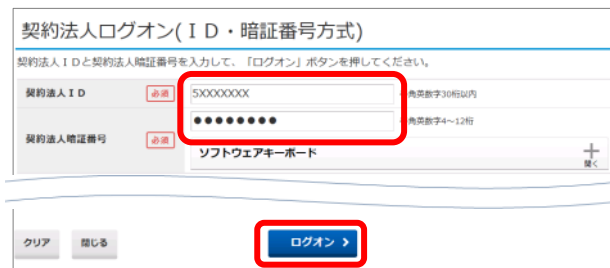 契約法人ログオン(ＩＤ・暗証番号方式)
契約法人ＩＤと契約法人暗証番号を入力して、「ログオン」ボタンを押してください。
契約法人ＩＤ 必須 5XXXXXXX 角英数字30桁以内
●●●●●●●● 角英数字4～12桁
契約法人暗証番号 必須
ソフトウェアキーボード 開く
クリア 閉じる ログオン